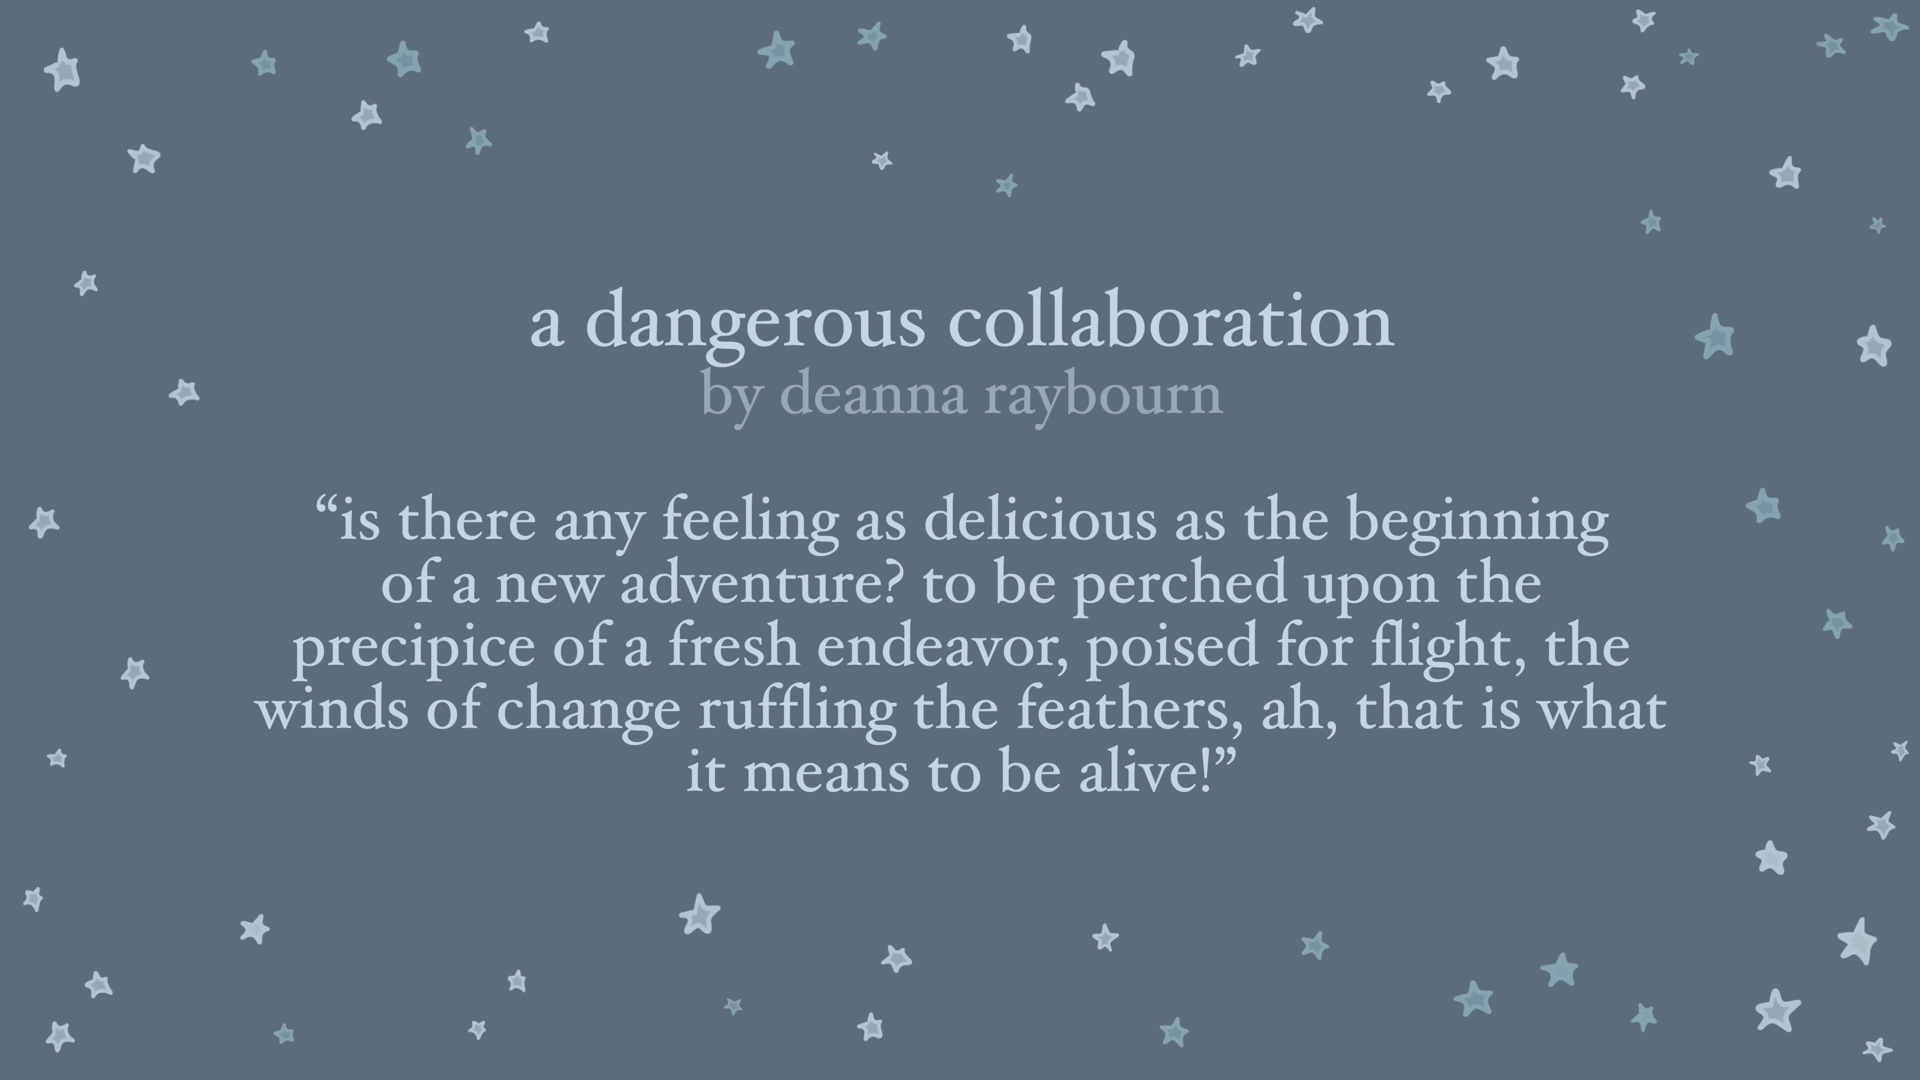 a dangerous collaboration
by deanna raybourn
“is there any feeling as delicious as the beginning
of a new adventure? to be perched upon the
precipice of a fresh endeavor, poised for flight, the
winds of change ruffling the feathers, ah, that is what
it means to be alive!”